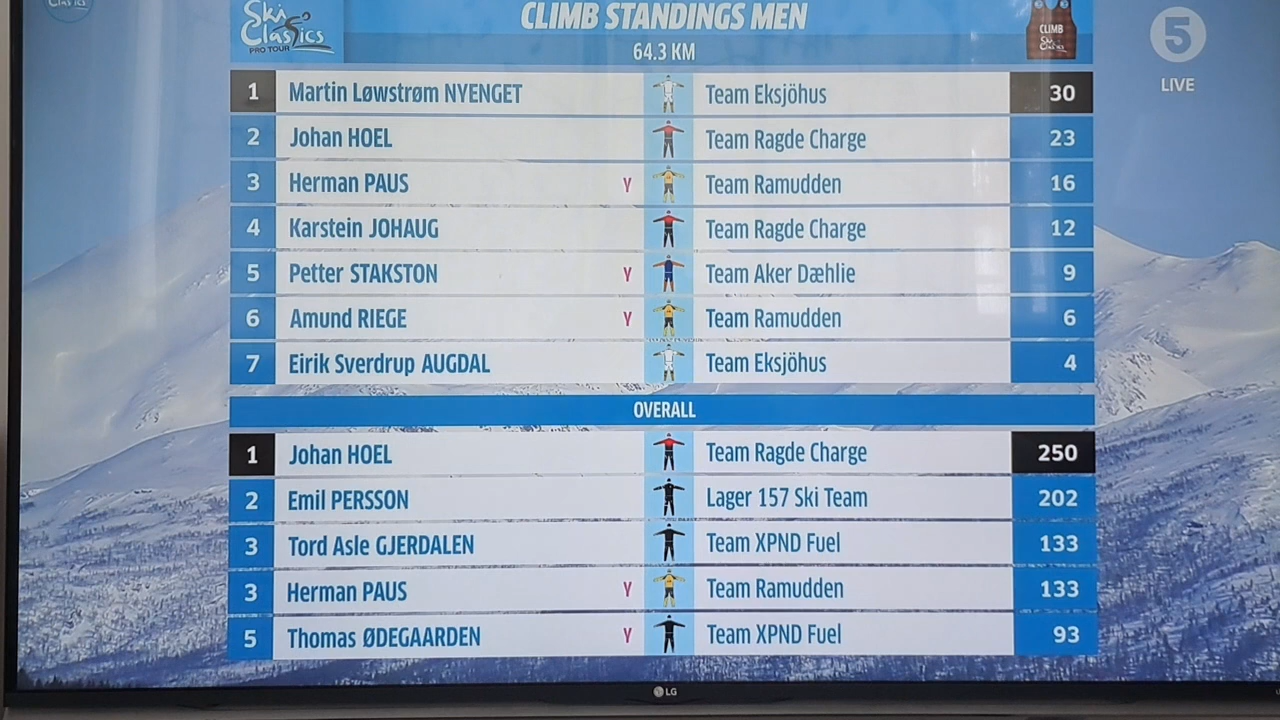 Ski Classics
PRO TOUR
CLIMB STANDINGS MEN
CLIMB
Ski Classics
5
LIVE
64.3 KM
1 Martin Løwstrøm NYENGET Team Eksjöhus 30
2 Johan HOEL Team Ragde Charge 23
3 Herman PAUS Y Team Ramudden 16
4 Karstein JOHAUG Team Ragde Charge 12
5 Petter STAKSTON Y Team Aker Dæhlie 9
6 Amund RIEGE Y Team Ramudden 6
7 Eirik Sverdrup AUGDAL Team Eksjöhus 4
OVERALL
1 Johan HOEL Team Ragde Charge 250
2 Emil PERSSON Lager 157 Ski Team 202
3 Tord Asle GJERDALEN Team XPND Fuel 133
3 Herman PAUS Y Team Ramudden 133
5 Thomas ØDEGAARDEN Y Team XPND Fuel 93
LG